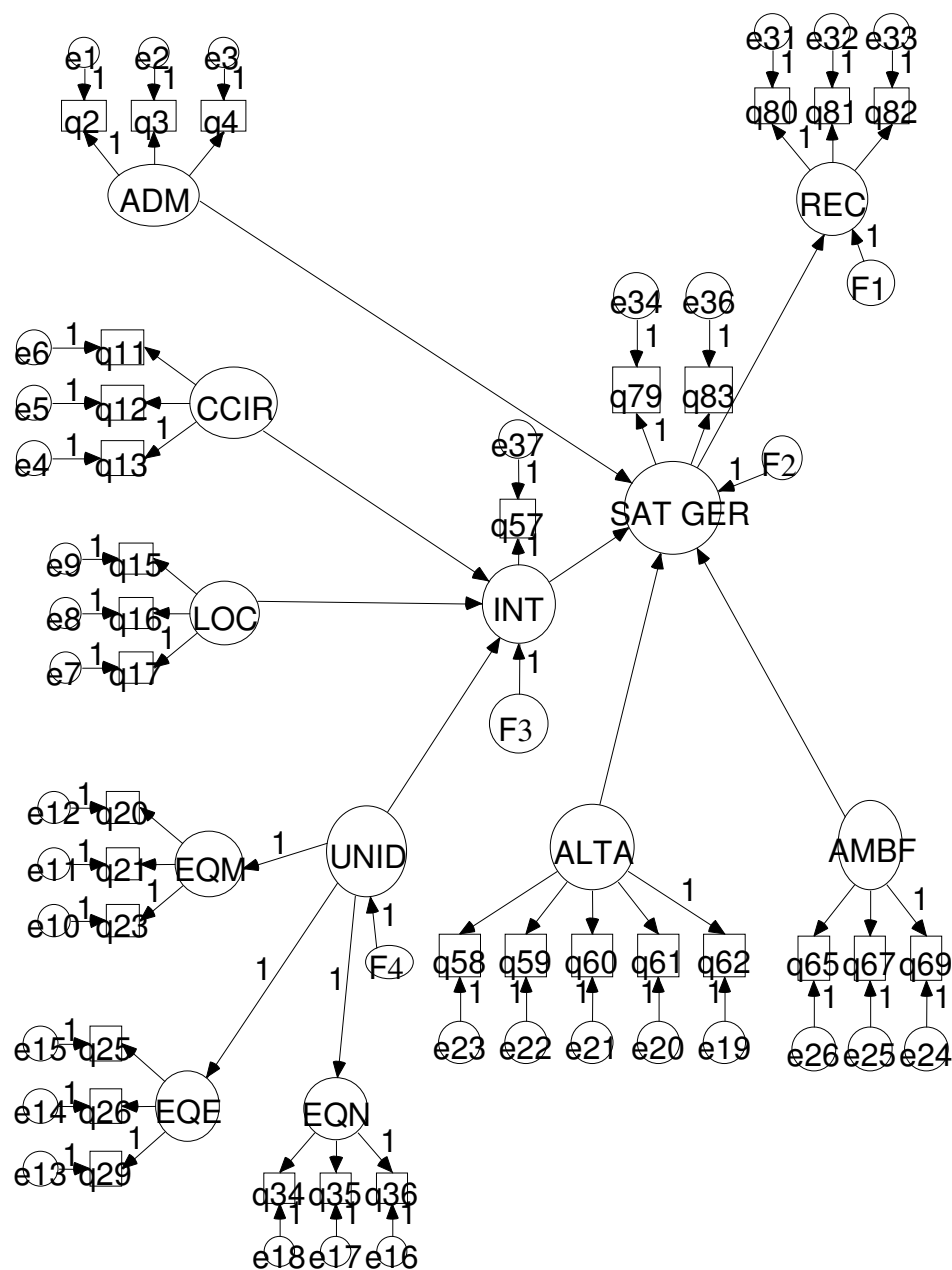 e1 e2 e3
1 1 1
q2 q3 q4
1
ADM
e31 e32 e33
1 1 1
q80 q81 q82
1
REC
1
F1
e34 e36
1 1
q79 q83
1
e6 1 q11
e5 1 q12
e4 1 q13
1
CCIR
e37
1
q57
1
1
F2
SAT GER
e9 1 q15
e8 1 q16
e7 1 q17
1
LOC
INT
1
F3
e12 1 q20
e11 1 q21
e10 1 q23
1
EQM
1
UNID
1
F4
1
1
ALTA
1
q58 q59 q60 q61 q62
1 1 1 1 1
e23 e22 e21 e20 e19
AMBF
1
q65 q67 q69
1 1 1
e26 e25 e24
e15 1 q25
e14 1 q26
e13 1 q29
1
EQE
EQN
1
q34 q35 q36
1 1 1
e18 e17 e16